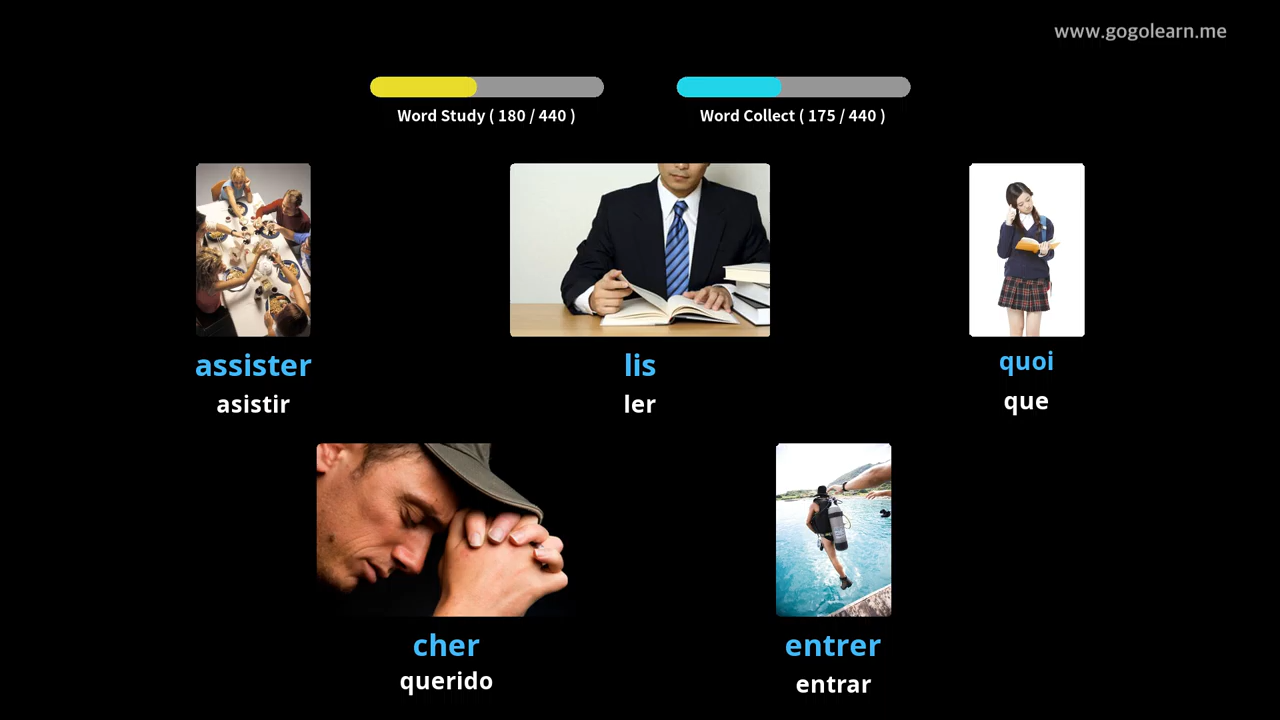 www.gogolearn.me
Word Study ( 180 / 440 )
Word Collect ( 175 / 440 )
assister
asistir
lis
ler
quoi
que
cher
querido
entrer
entrar